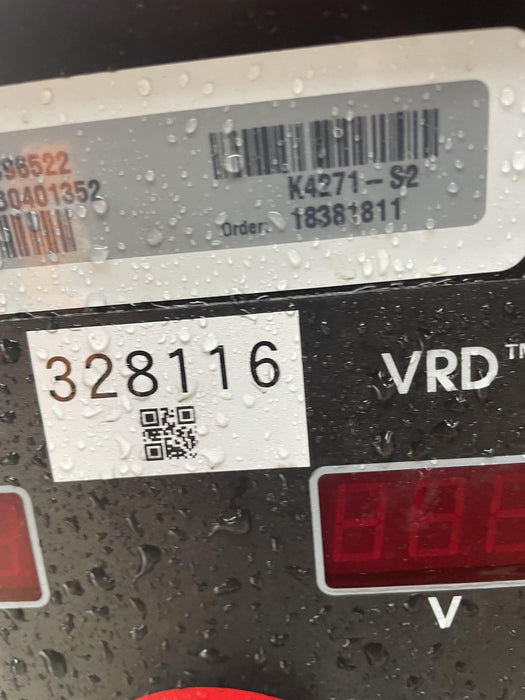 96522
30401352
K4271-S2
Order: 18381811
328116
VRD™
V